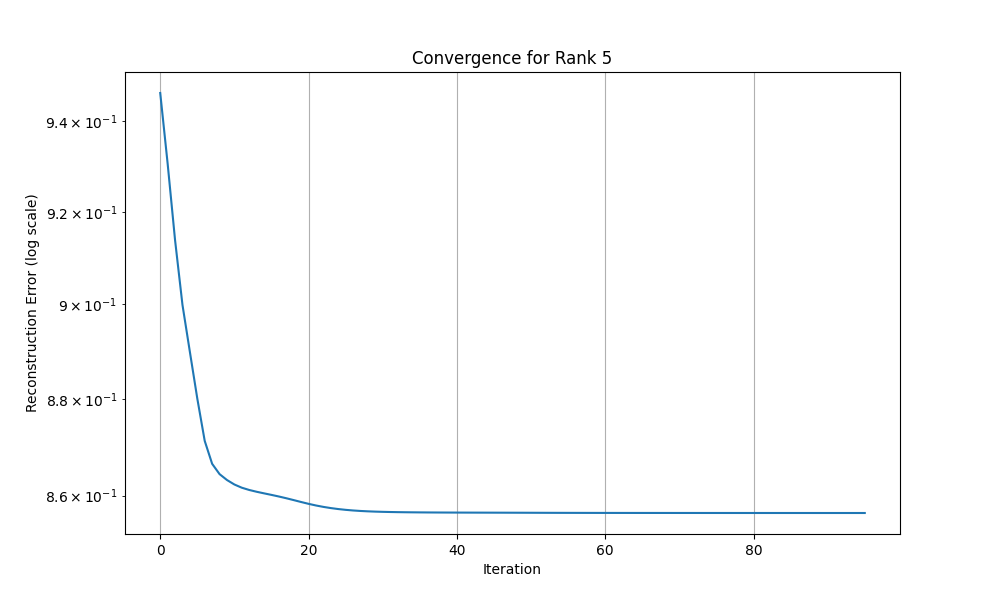 Convergence for Rank 5
Reconstruction Error (log scale)
9.4 × 10⁻¹
9.2 × 10⁻¹
9 × 10⁻¹
8.8 × 10⁻¹
8.6 × 10⁻¹
0 20 40 60 80
Iteration